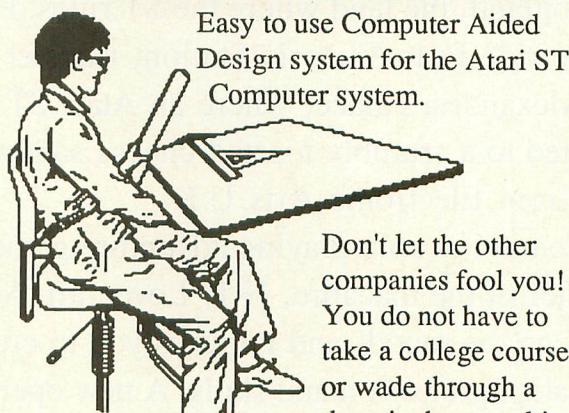 Easy to use Computer Aided
Design system for the Atari ST
Computer system.
Don't let the other
companies fool you!
You do not have to
take a college course
or wade through a